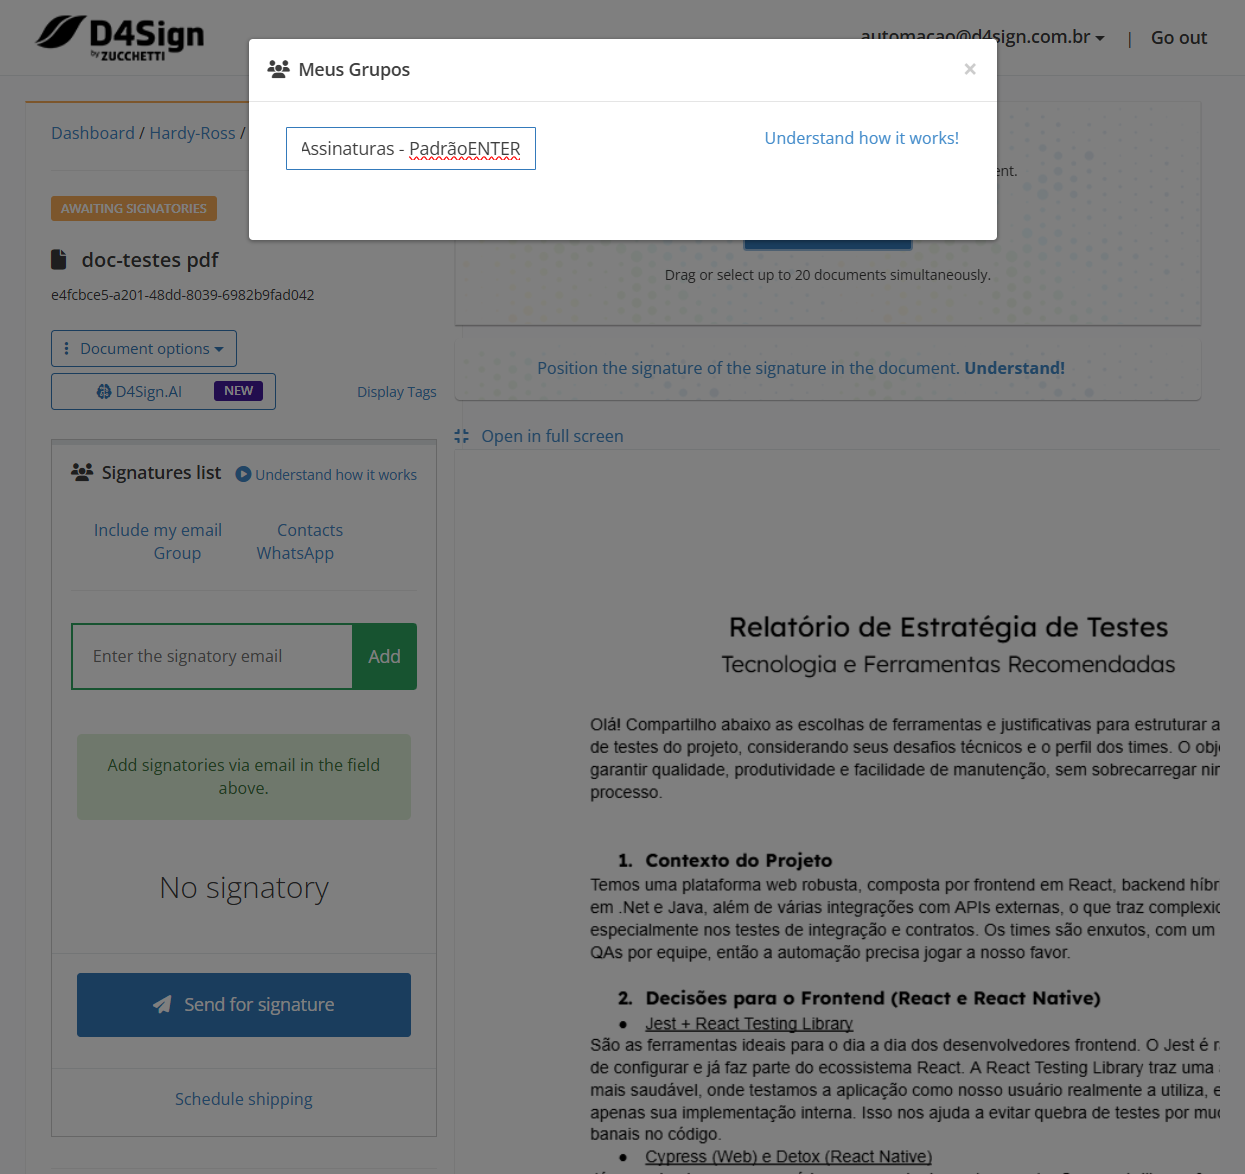 D4Sign
by ZUCCHETTI
automacao@d4sign.com.br
|
Go out
Meus Grupos
×
Assinaturas - PadrãoENTER
Understand how it works!
Dashboard / Hardy-Ross /
AWAITING SIGNATORIES
doc-testes pdf
e4fcbce5-a201-48dd-8039-6982b9fad042
Document options
D4Sign.AI NEW
Display Tags
Signatures list
Understand how it works
Include my email
Contacts
Group
WhatsApp
Enter the signatory email
Add
Add signatories via email in the field
above.
No signatory
Send for signature
Schedule shipping
Drag or select up to 20 documents simultaneously.
Position the signature of the signature in the document. Understand!
Open in full screen
Relatório de Estratégia de Testes
Tecnologia e Ferramentas Recomendadas
Olá! Compartilho abaixo as escolhas de ferramentas e justificativas para estruturar a
de testes do projeto, considerando seus desafios técnicos e o perfil dos times. O
garantir qualidade, produtividade e facilidade de manutenção, sem sobrecarregar
processo.
1. Contexto do Projeto
Temos uma plataforma web robusta, composta por frontend em React, backend
em .Net e Java, além de várias integrações com APIs externas, o que traz
especialmente nos testes de integração e contratos. Os times são enxutos, com um
QAs por equipe, então a automação precisa jogar a nosso favor.
2. Decisões para o Frontend (React e React Native)
● Jest + React Testing Library
São as ferramentas ideais para o dia a dia dos desenvolvedores frontend. O Jest é
de configurar e já faz parte do ecossistema React. A React Testing Library traz uma
mais saudável, onde testamos a aplicação como nosso usuário realmente a utiliza, e
apenas sua implementação interna. Isso nos ajuda a evitar quebra de testes por
banais no código.
● Cypress (Web) e Detox (React Native)